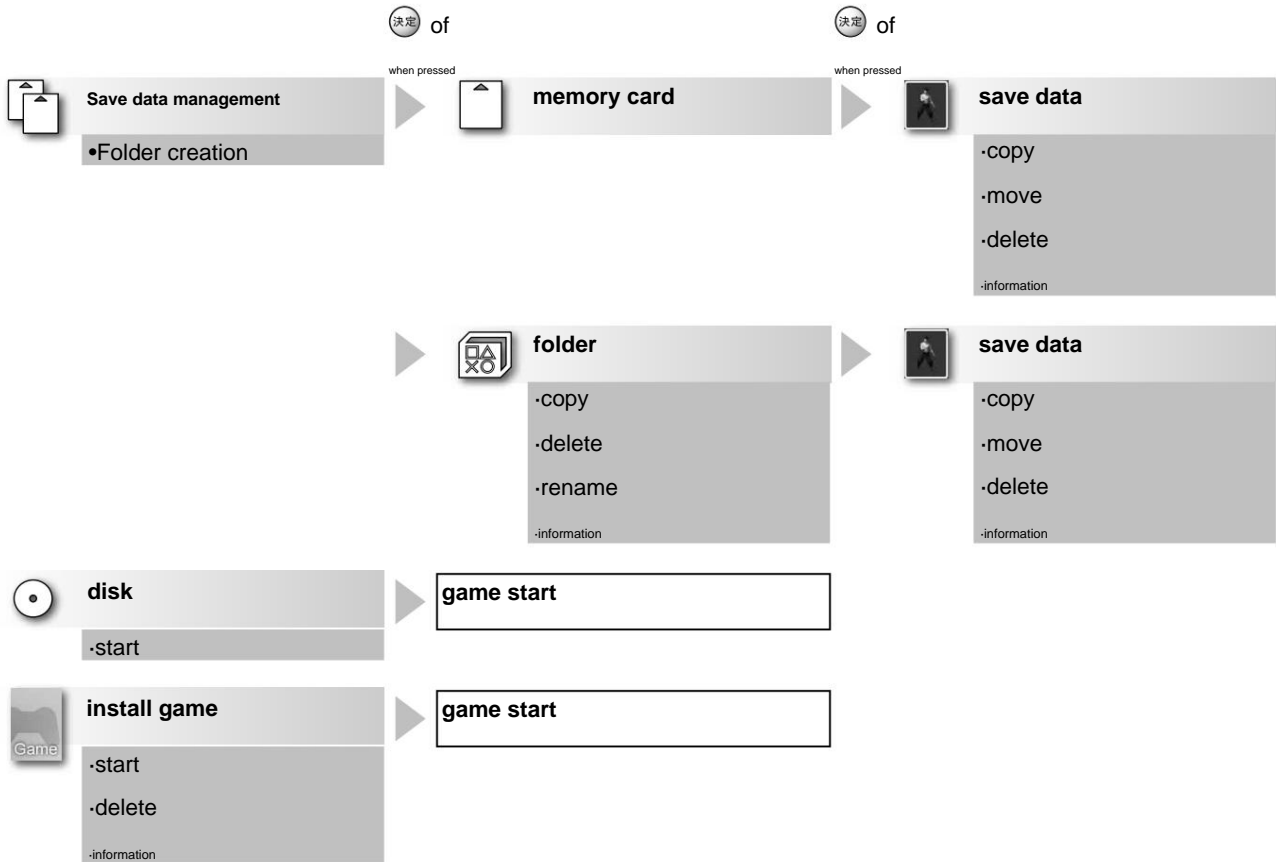 決定 of
決定 of
when pressed
when pressed
Save data management
memory card
save data
•Folder creation
·copy
·move
·delete
·information
folder
save data
·copy
·delete
·rename
·information
·copy
·move
·delete
·information
disk
game start
·start
install game
game start
Game
·start
·delete
·information